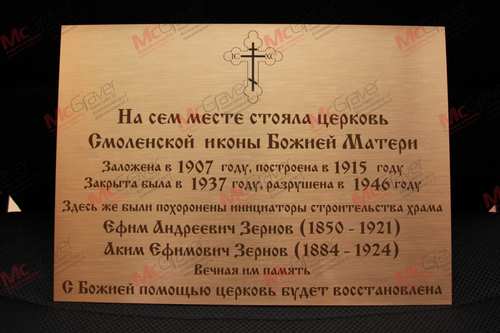 IC XC
На сем месте стояла церковь
Смоленской иконы Божией Матери
Заложена в 1907 году, построена в 1915 году
Закрыта была в 1937 году, разрушена в 1946 году
Здесь же были похоронены инициаторы строительства храма
Ефим Андреевич Зернов (1850 - 1921)
Аким Ефимович Зернов (1884 - 1924)
Вечная им память
С Божией помощью церковь будет восстановлена
McGraver